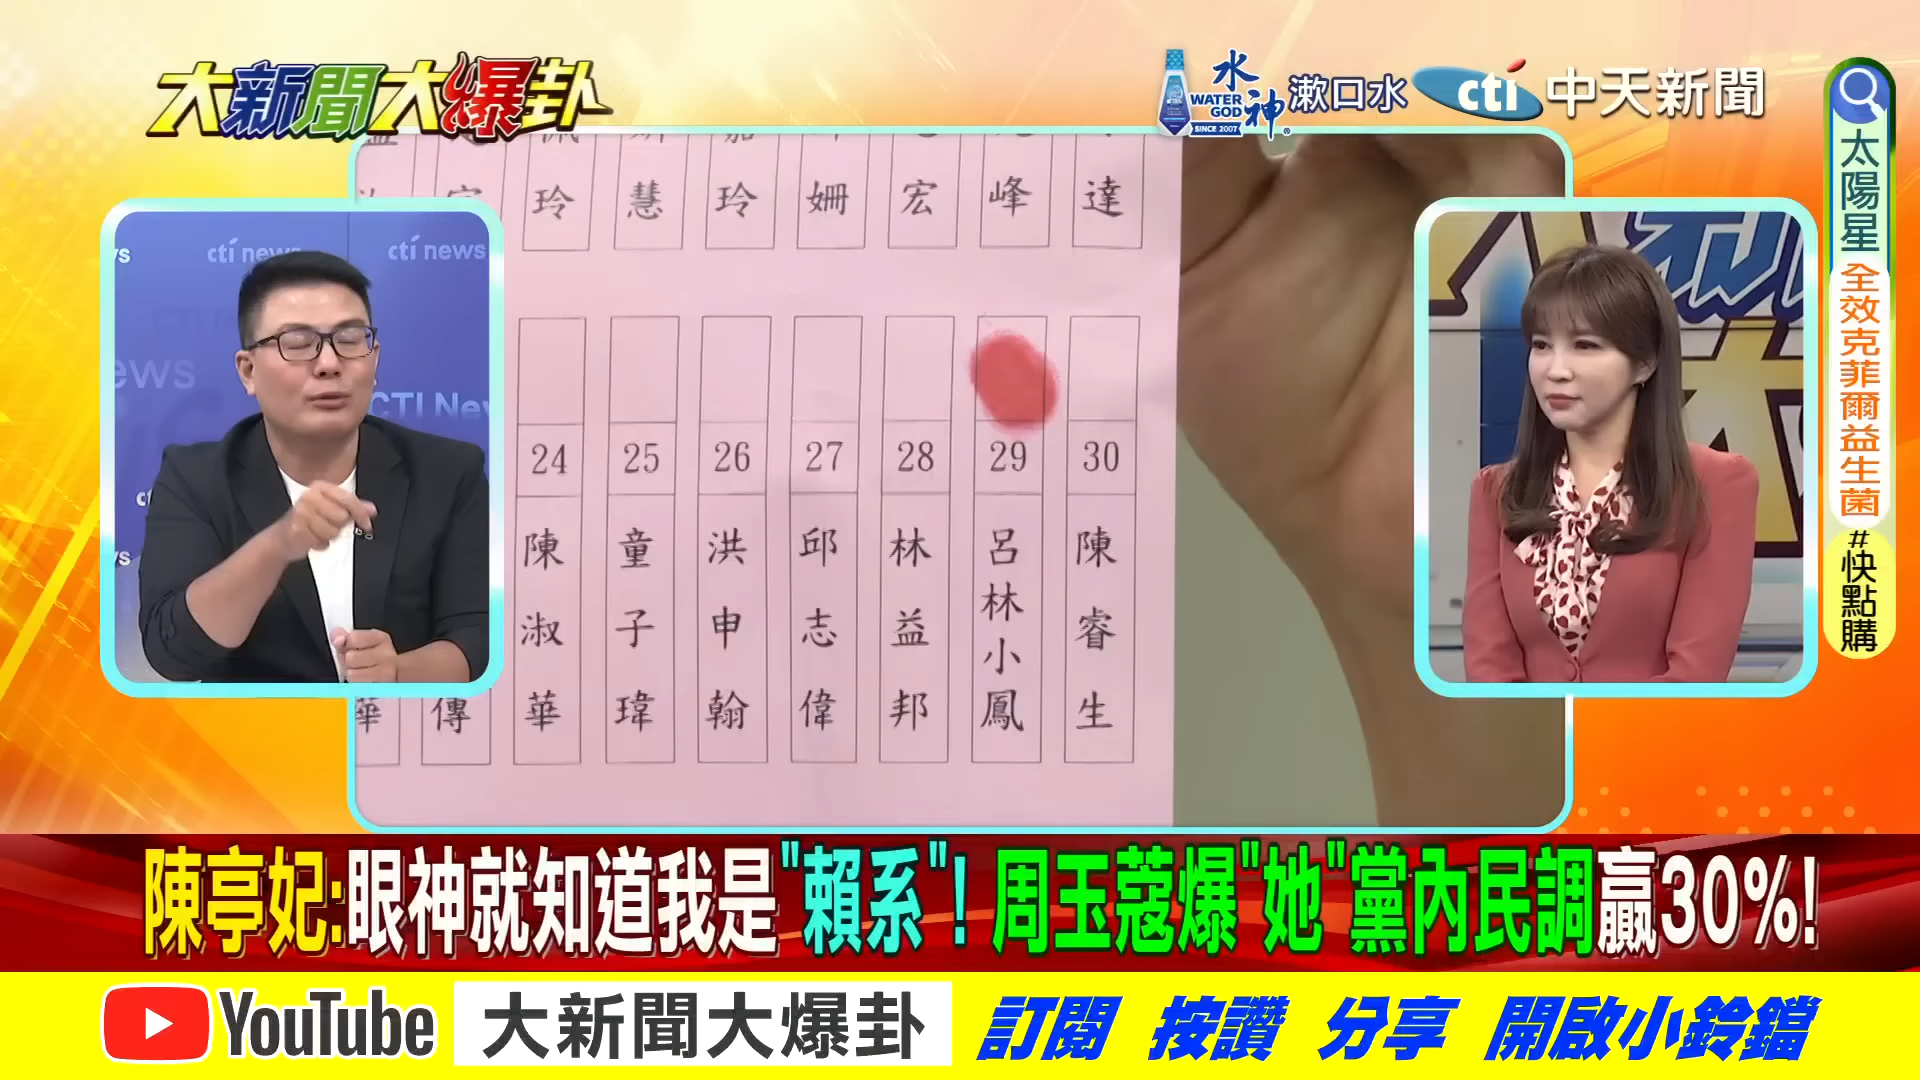 大新聞大爆卦
水神
WATER GOD
SINCE 2007
漱口水
cti 中天新聞
太陽星
全效克菲爾益生菌
#快點購
玲 慧 玲 姍 宏 峰 達
24 25 26 27 28 29 30
陳淑華
童子瑋
洪申翰
邱志偉
林益邦
呂林小鳳
陳睿生
傳
華
cti news
cti news
CTI New
陳亭妃:眼神就知道我是"賴系"! 周玉蔻爆"她"黨內民調贏30%!
YouTube 大新聞大爆卦 訂閱 按讚 分享 開啟小鈴鐺